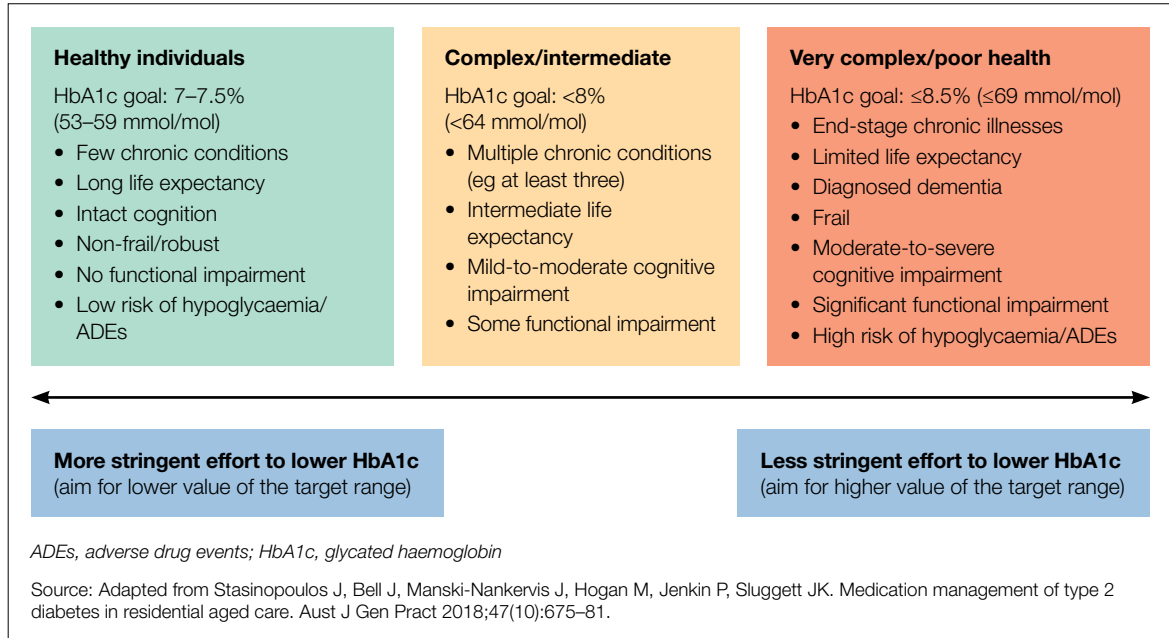 Healthy individuals
HbA1c goal: 7–7.5%
(53–59 mmol/mol)
• Few chronic conditions
• Long life expectancy
• Intact cognition
• Non-frail/robust
• No functional impairment
• Low risk of hypoglycaemia/
ADEs
Complex/intermediate
HbA1c goal: <8%
(<64 mmol/mol)
• Multiple chronic conditions
(eg at least three)
• Intermediate life
expectancy
• Mild-to-moderate cognitive
impairment
• Some functional impairment
Very complex/poor health
HbA1c goal: ≤8.5% (≤69 mmol/mol)
• End-stage chronic illnesses
• Limited life expectancy
• Diagnosed dementia
• Frail
• Moderate-to-severe
cognitive impairment
• Significant functional impairment
• High risk of hypoglycaemia/ADEs
More stringent effort to lower HbA1c
(aim for lower value of the target range)
Less stringent effort to lower HbA1c
(aim for higher value of the target range)
ADEs, adverse drug events; HbA1c, glycated haemoglobin
Source: Adapted from Stasinopoulos J, Bell J, Manski-Nankervis J, Hogan M, Jenkin P, Sluggett JK. Medication management of type 2
diabetes in residential aged care. Aust J Gen Pract 2018;47(10):675–81.